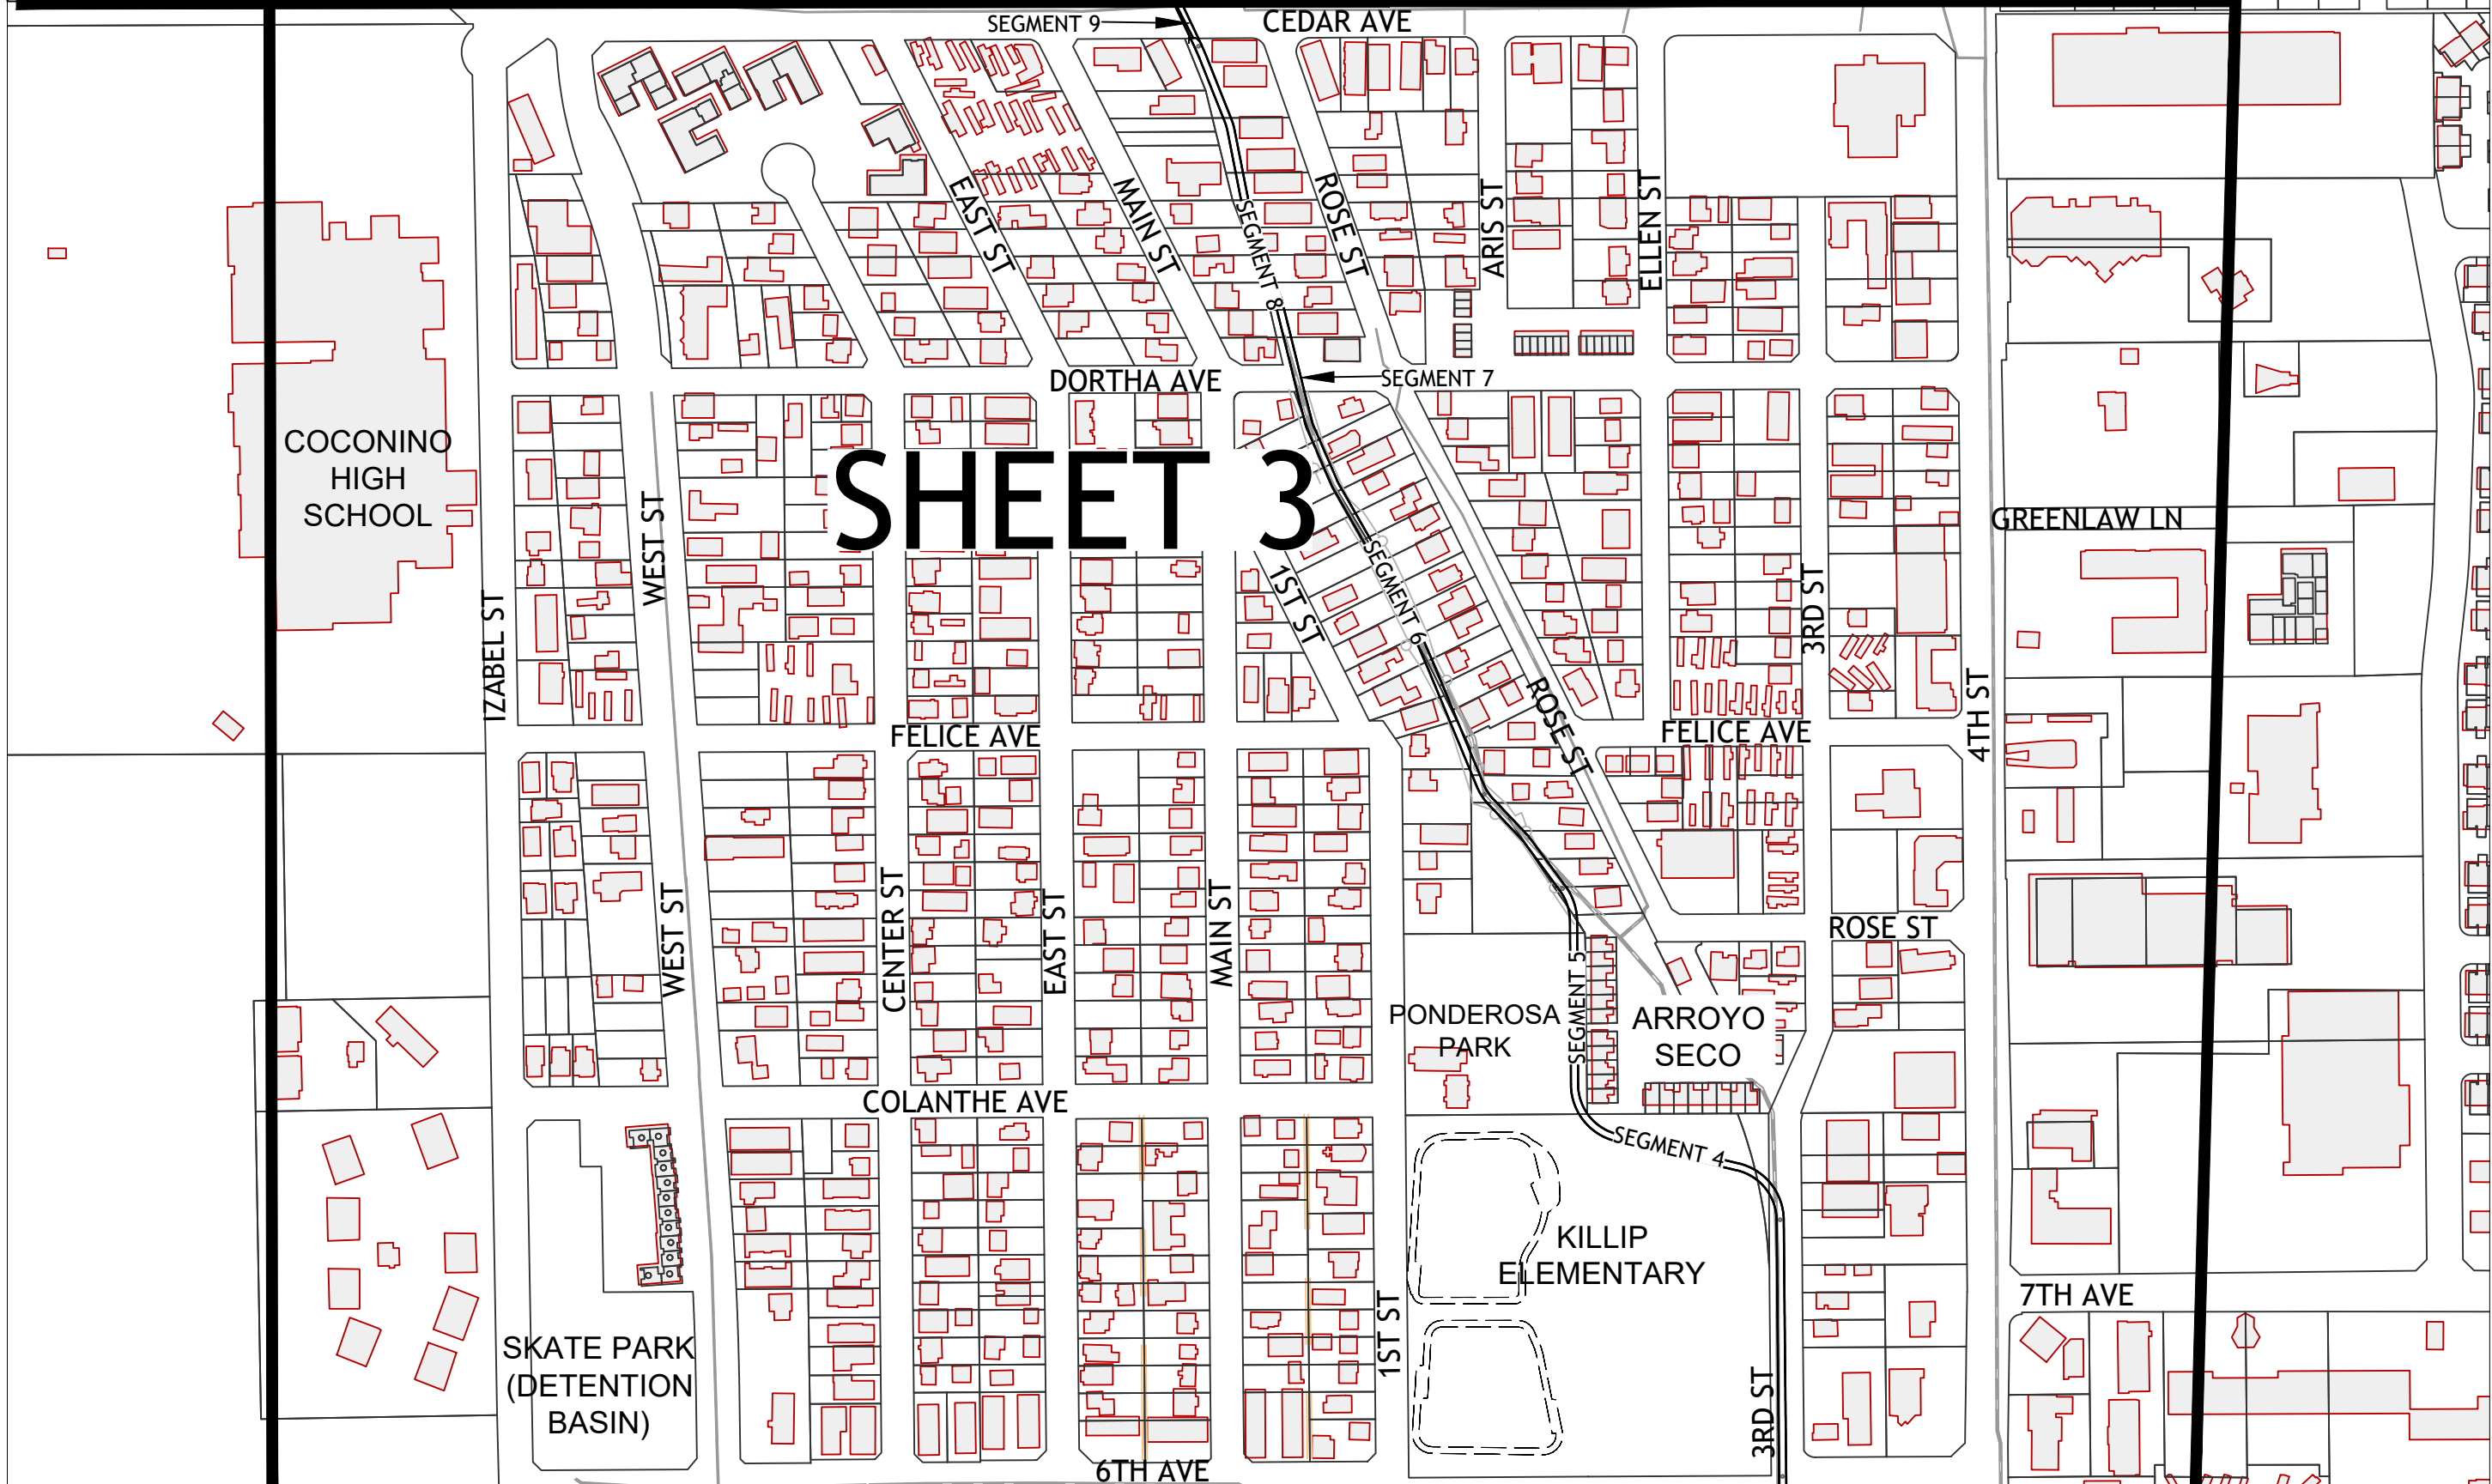 SEGMENT 9
CEDAR AVE
EAST ST
MAIN ST
SEGMENT 8
ROSE ST
ARIS ST
ELLEN ST
DORTHA AVE
SEGMENT 7
COCONINO
HIGH
SCHOOL
SHEET 3
GREENLAW LN
WEST ST
IZABEL ST
1ST ST
SEGMENT 6
3RD ST
ROSE ST
4TH ST
FELICE AVE
FELICE AVE
WEST ST
CENTER ST
EAST ST
MAIN ST
ROSE ST
SEGMENT 5
PONDEROSA
PARK
ARROYO
SECO
COLANTHE AVE
SEGMENT 4
KILLIP
ELEMENTARY
7TH AVE
SKATE PARK
(DETENTION
BASIN)
1ST ST
3RD ST
6TH AVE